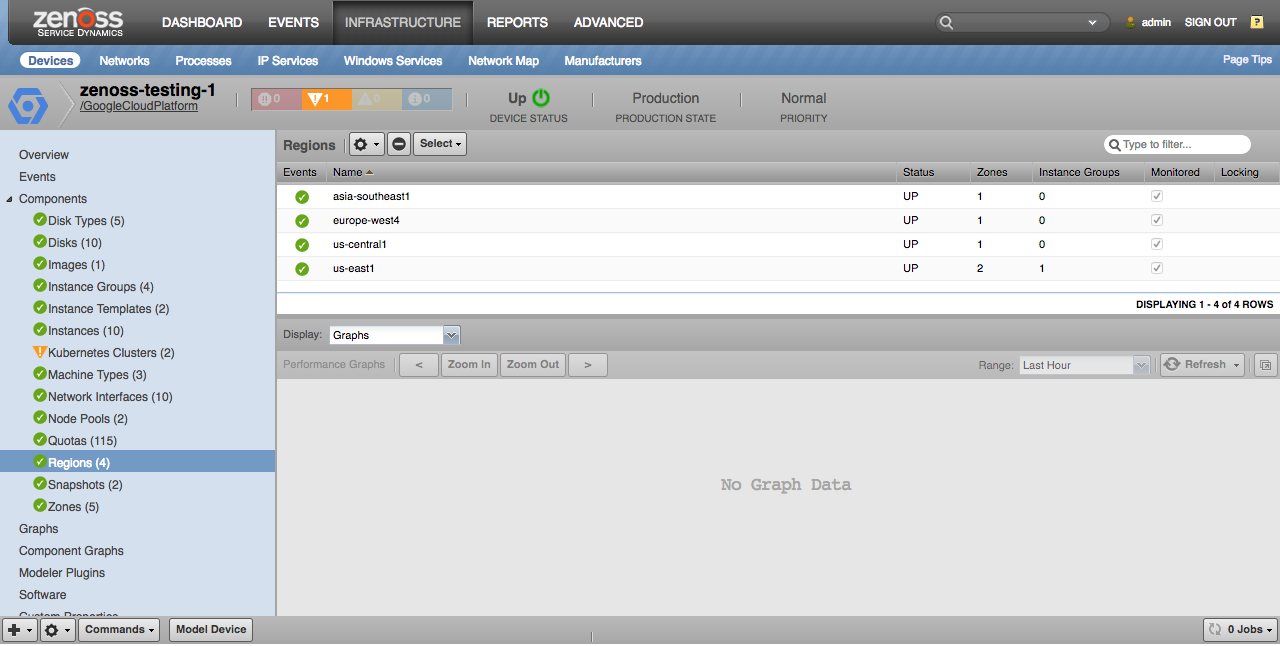 zenoss
SERVICE DYNAMICS
DASHBOARD EVENTS INFRASTRUCTURE REPORTS ADVANCED
admin SIGN OUT ?
Devices Networks Processes IP Services Windows Services Network Map Manufacturers Page Tips
zenoss-testing-1
/GoogleCloudPlatform
0 1 0 0
Up
DEVICE STATUS
Production
PRODUCTION STATE
Normal
PRIORITY
Overview
Events
Components
Disk Types (5)
Disks (10)
Images (1)
Instance Groups (4)
Instance Templates (2)
Instances (10)
Kubernetes Clusters (2)
Machine Types (3)
Network Interfaces (10)
Node Pools (2)
Quotas (115)
Regions (4)
Snapshots (2)
Zones (5)
Graphs
Component Graphs
Modeler Plugins
Software
Custom Properties
Regions Select Type to filter...
Events Name Status Zones Instance Groups Monitored Locking
asia-southeast1 UP 1 0
europe-west4 UP 1 0
us-central1 UP 1 0
us-east1 UP 2 1
DISPLAYING 1 - 4 of 4 ROWS
Display: Graphs
Performance Graphs < Zoom In Zoom Out > Range: Last Hour Refresh
No Graph Data
Commands Model Device 0 Jobs